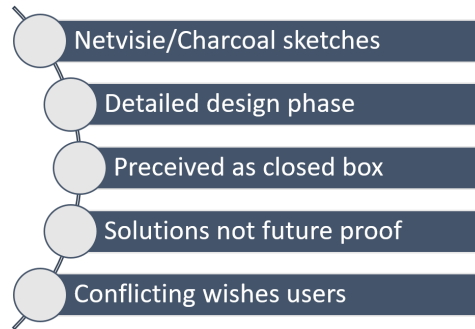 Netvisie/Charcoal sketches
Detailed design phase
Preceived as closed box
Solutions not future proof
Conflicting wishes users